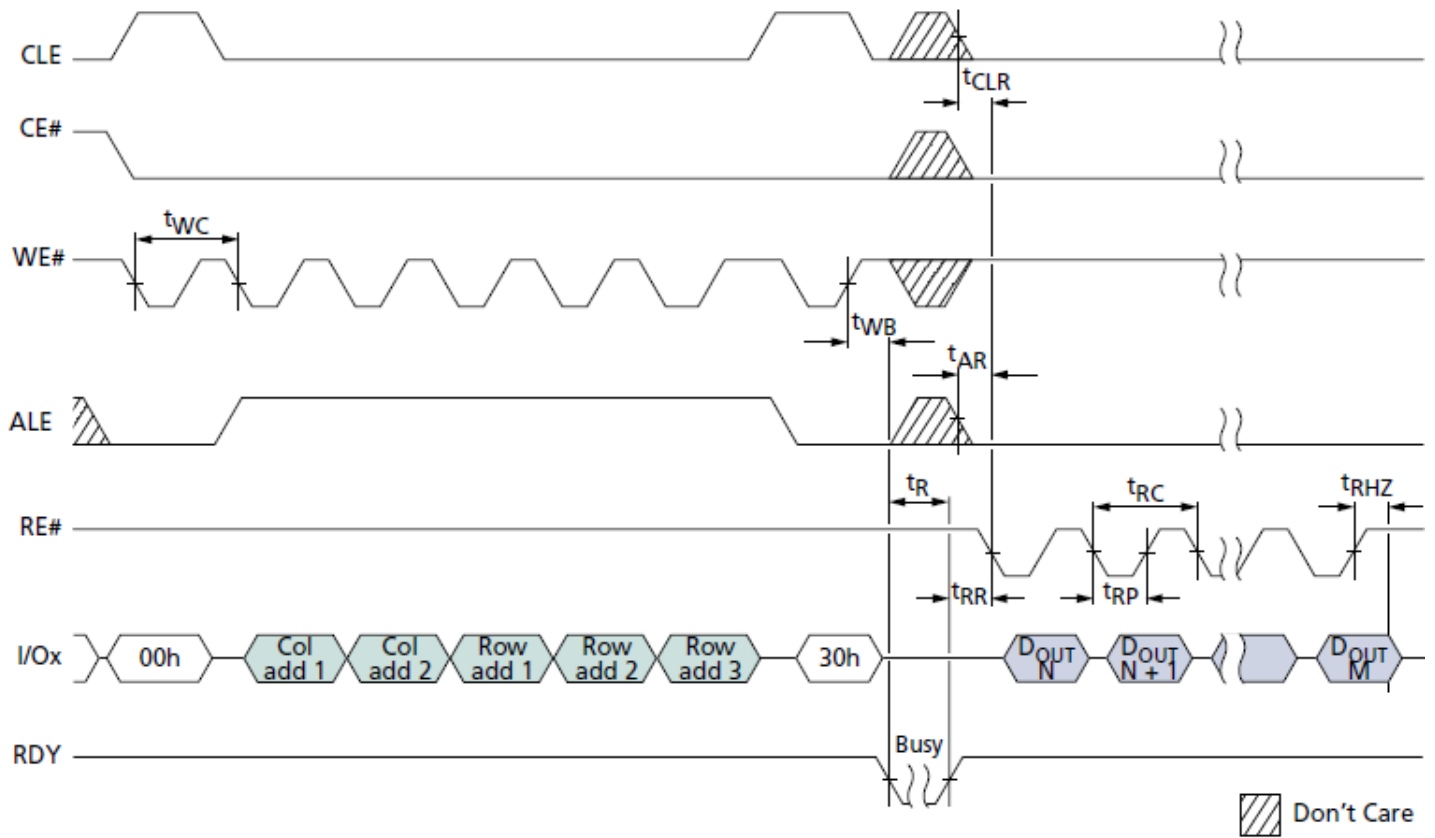 CLE
tCLR
CE#
tWC
WE#
tWB
tAR
ALE
tR
tRC
tRHZ
RE#
tRR
tRP
I/Ox
00h
Col
add 1
Col
add 2
Row
add 1
Row
add 2
Row
add 3
30h
DOUT
N
DOUT
N + 1
DOUT
M
RDY
Busy
Don't Care